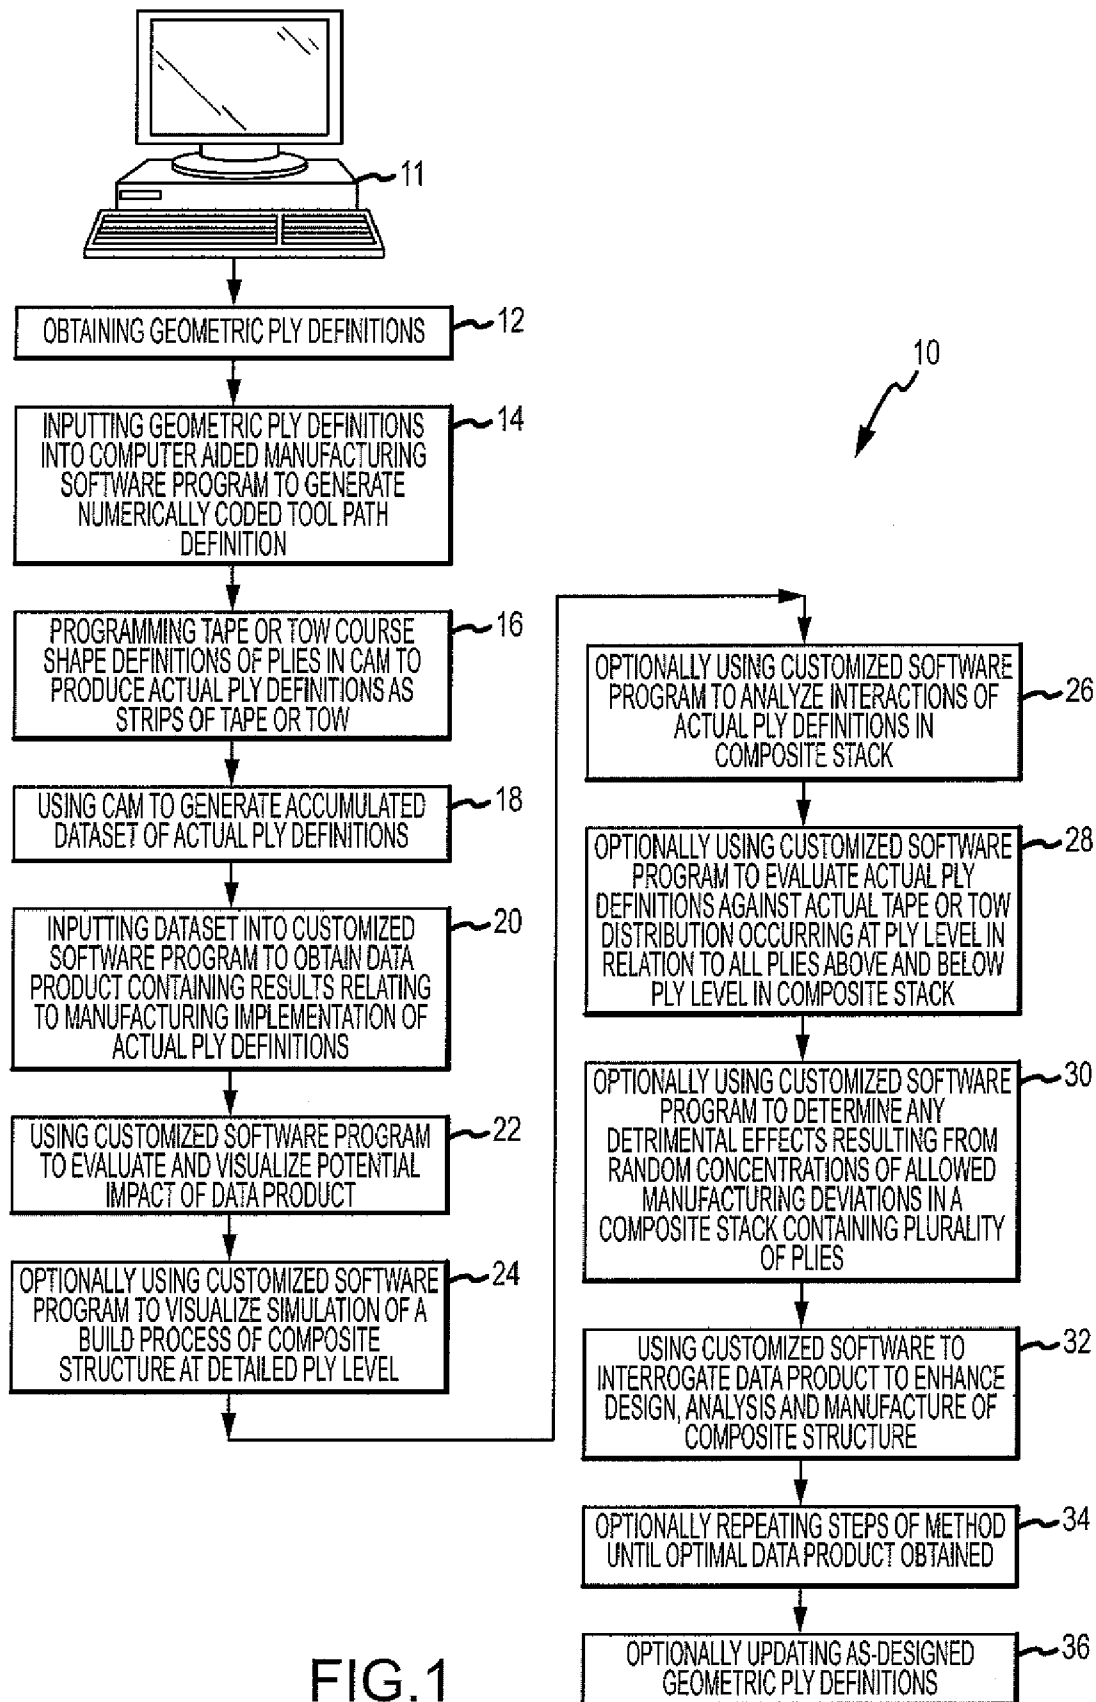 11
OBTAINING GEOMETRIC PLY DEFINITIONS
12
INPUTTING GEOMETRIC PLY DEFINITIONS
INTO COMPUTER AIDED MANUFACTURING
SOFTWARE PROGRAM TO GENERATE
NUMERICALLY CODED TOOL PATH
DEFINITION
14
PROGRAMMING TAPE OR TOW COURSE
SHAPE DEFINITIONS OF PLIES IN CAM TO
PRODUCE ACTUAL PLY DEFINITIONS AS
STRIPS OF TAPE OR TOW
16
USING CAM TO GENERATE ACCUMULATED
DATASET OF ACTUAL PLY DEFINITIONS
18
INPUTTING DATASET INTO CUSTOMIZED
SOFTWARE PROGRAM TO OBTAIN DATA
PRODUCT CONTAINING RESULTS RELATING
TO MANUFACTURING IMPLEMENTATION OF
ACTUAL PLY DEFINITIONS
20
USING CUSTOMIZED SOFTWARE PROGRAM
TO EVALUATE AND VISUALIZE POTENTIAL
IMPACT OF DATA PRODUCT
22
OPTIONALLY USING CUSTOMIZED SOFTWARE
PROGRAM TO VISUALIZE SIMULATION OF A
BUILD PROCESS OF COMPOSITE
STRUCTURE AT DETAILED PLY LEVEL
24
10
OPTIONALLY USING CUSTOMIZED SOFTWARE
PROGRAM TO ANALYZE INTERACTIONS OF
ACTUAL PLY DEFINITIONS IN
COMPOSITE STACK
26
OPTIONALLY USING CUSTOMIZED SOFTWARE
PROGRAM TO EVALUATE ACTUAL PLY
DEFINITIONS AGAINST ACTUAL TAPE OR TOW
DISTRIBUTION OCCURRING AT PLY LEVEL IN
RELATION TO ALL PLIES ABOVE AND BELOW
PLY LEVEL IN COMPOSITE STACK
28
OPTIONALLY USING CUSTOMIZED SOFTWARE
PROGRAM TO DETERMINE ANY
DETRIMENTAL EFFECTS RESULTING FROM
RANDOM CONCENTRATIONS OF ALLOWED
MANUFACTURING DEVIATIONS IN A
COMPOSITE STACK CONTAINING PLURALITY
OF PLIES
30
USING CUSTOMIZED SOFTWARE TO
INTERROGATE DATA PRODUCT TO ENHANCE
DESIGN, ANALYSIS AND MANUFACTURE OF
COMPOSITE STRUCTURE
32
OPTIONALLY REPEATING STEPS OF METHOD
UNTIL OPTIMAL DATA PRODUCT OBTAINED
34
OPTIONALLY UPDATING AS-DESIGNED
GEOMETRIC PLY DEFINITIONS
36
FIG.1